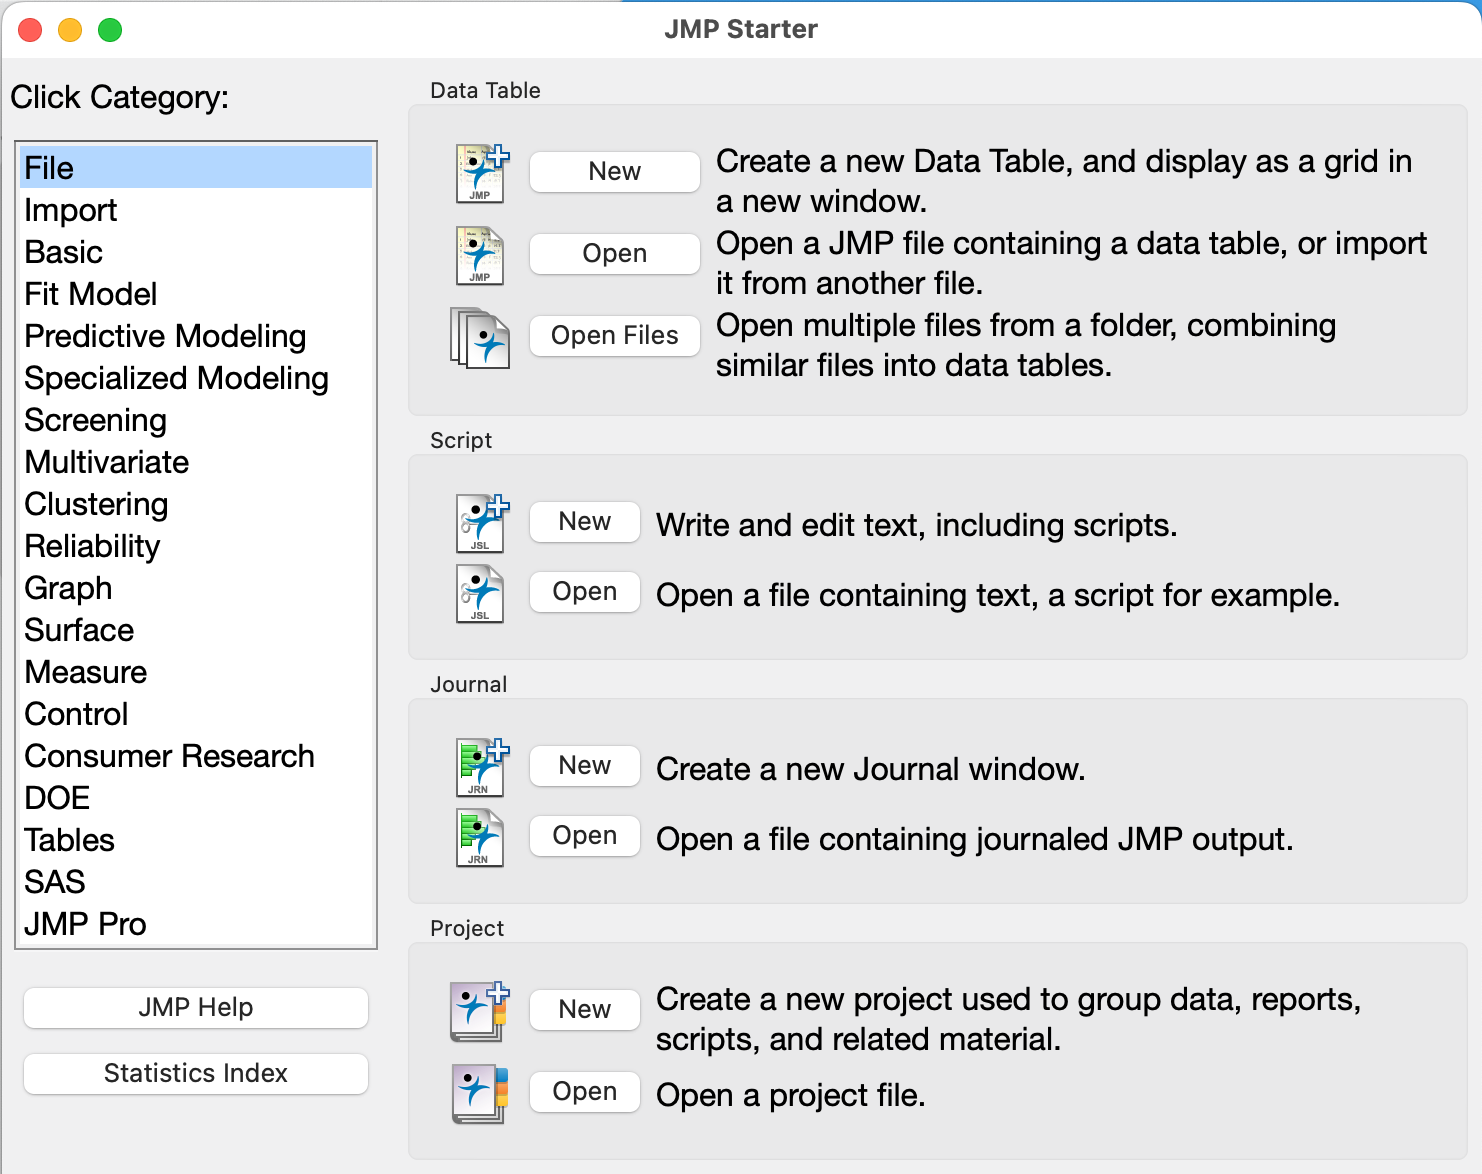 JMP Starter
Click Category:
File
Import
Basic
Fit Model
Predictive Modeling
Specialized Modeling
Screening
Multivariate
Clustering
Reliability
Graph
Surface
Measure
Control
Consumer Research
DOE
Tables
SAS
JMP Pro
JMP Help
Statistics Index
Data Table
JMP
New
Create a new Data Table, and display as a grid in
a new window.
JMP
Open
Open a JMP file containing a data table, or import
it from another file.
Open Files
Open multiple files from a folder, combining
similar files into data tables.
Script
JSL
New
Write and edit text, including scripts.
JSL
Open
Open a file containing text, a script for example.
Journal
JRN
New
Create a new Journal window.
JRN
Open
Open a file containing journaled JMP output.
Project
New
Create a new project used to group data, reports,
scripts, and related material.
Open
Open a project file.